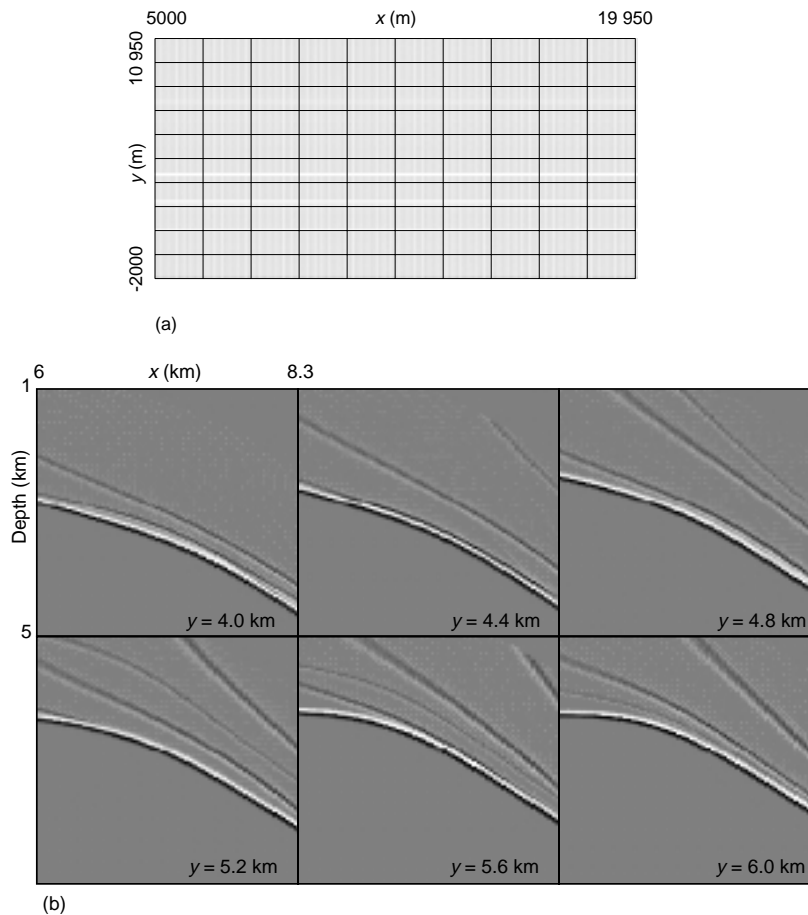 5000 x (m) 19 950
10 950
y (m)
-2000
(a)
6 x (km) 8.3
1
Depth (km)
y = 4.0 km y = 4.4 km y = 4.8 km
5
y = 5.2 km y = 5.6 km y = 6.0 km
(b)